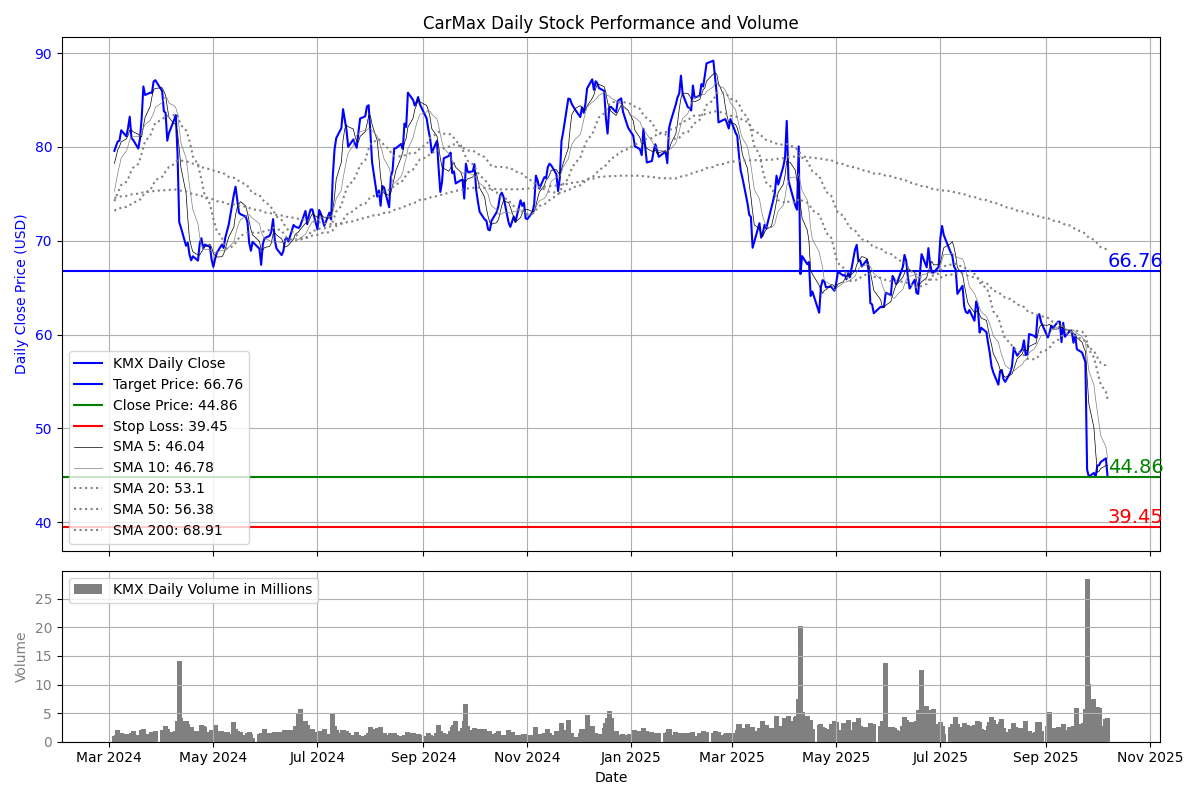 CarMax Daily Stock Performance and Volume
90
80
70
60
50
40
Daily Close Price (USD)
66.76
44.86
39.45
KMX Daily Close
Target Price: 66.76
Close Price: 44.86
Stop Loss: 39.45
SMA 5: 46.04
SMA 10: 46.78
SMA 20: 53.1
SMA 50: 56.38
SMA 200: 68.91
KMX Daily Volume in Millions
25
20
15
10
5
0
Volume
Mar 2024 May 2024 Jul 2024 Sep 2024 Nov 2024 Jan 2025 Mar 2025 May 2025 Jul 2025 Sep 2025 Nov 2025
Date